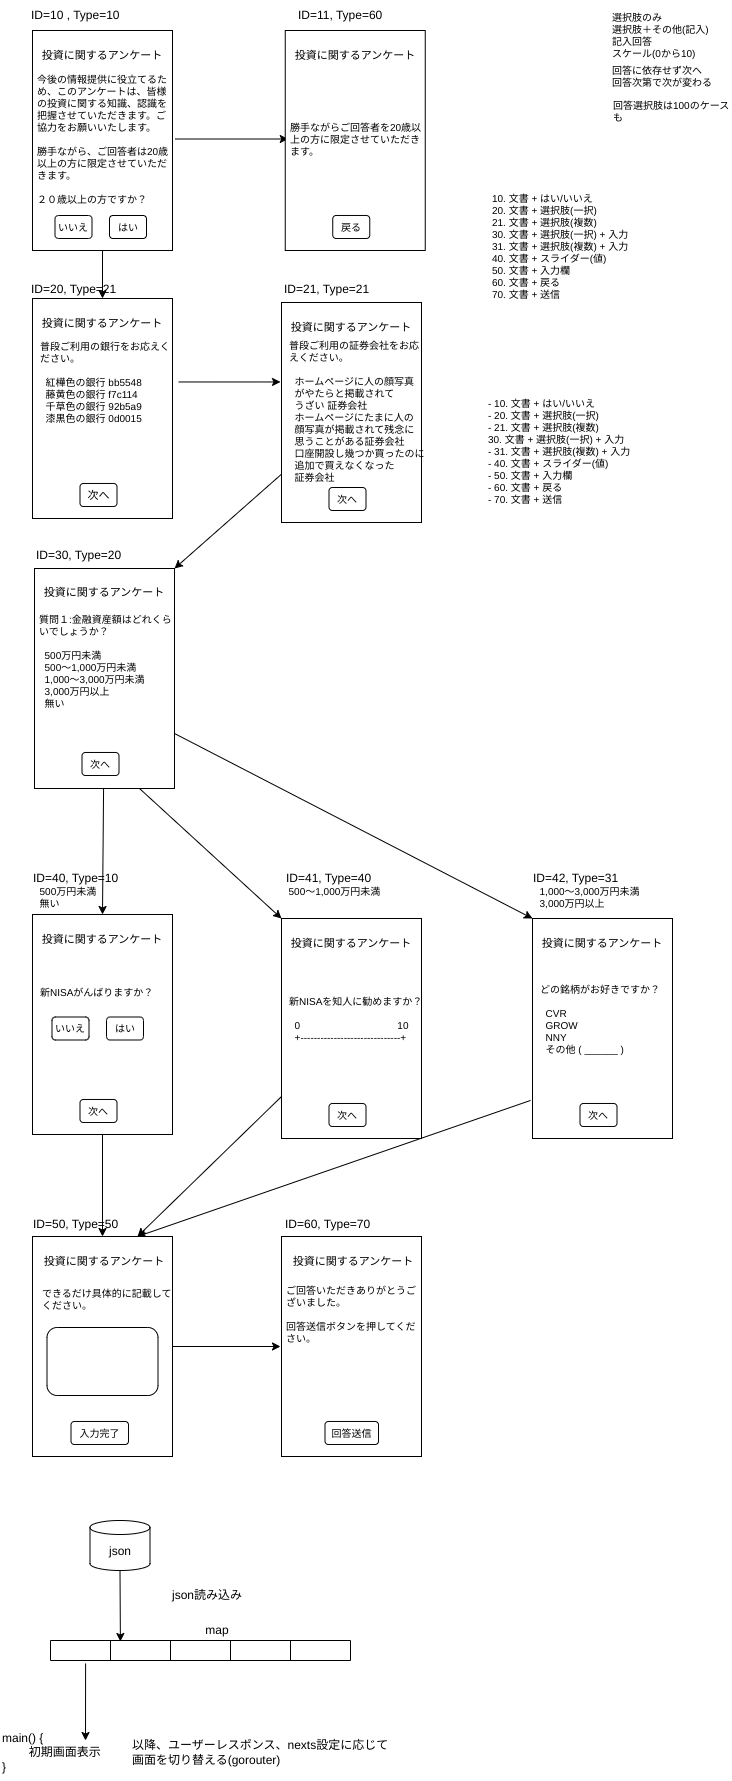 ID=10 , Type=10
投資に関するアンケート
今後の情報提供に役立てるた
め、このアンケートは、皆様
の投資に関する知識、認識を
把握させていただきます。ご
協力をお願いいたします。
勝手ながら、ご回答者は20歳
以上の方に限定させていただ
きます。
２０歳以上の方ですか？
いいえ
はい
ID=11, Type=60
投資に関するアンケート
勝手ながらご回答者を20歳以
上の方に限定させていただき
ます。
戻る
選択肢のみ
選択肢＋その他(記入)
記入回答
スケール(0から10)
回答に依存せず次へ
回答次第で次が変わる
回答選択肢は100のケース
も
10. 文書 + はい/いいえ
20. 文書 + 選択肢(一択)
21. 文書 + 選択肢(複数)
30. 文書 + 選択肢(一択) + 入力
31. 文書 + 選択肢(複数) + 入力
40. 文書 + スライダー(値)
50. 文書 + 入力欄
60. 文書 + 戻る
70. 文書 + 送信
ID=20, Type=21
投資に関するアンケート
普段ご利用の銀行をお応えく
ださい。
紅樺色の銀行 bb5548
藤黄色の銀行 f7c114
千草色の銀行 92b5a9
漆黒色の銀行 0d0015
次へ
ID=21, Type=21
投資に関するアンケート
普段ご利用の証券会社をお応
えください。
ホームページに人の顔写真
がやたらと掲載されて
うざい 証券会社
ホームページにたまに人の
顔写真が掲載されて残念に
思うことがある証券会社
口座開設し幾つか買ったのに
追加で買えなくなった
証券会社
次へ
- 10. 文書 + はい/いいえ
- 20. 文書 + 選択肢(一択)
- 21. 文書 + 選択肢(複数)
30. 文書 + 選択肢(一択) + 入力
- 31. 文書 + 選択肢(複数) + 入力
- 40. 文書 + スライダー(値)
- 50. 文書 + 入力欄
- 60. 文書 + 戻る
- 70. 文書 + 送信
ID=30, Type=20
投資に関するアンケート
質問１:金融資産額はどれくら
いでしょうか？
500万円未満
500〜1,000万円未満
1,000〜3,000万円未満
3,000万円以上
無い
次へ
ID=40, Type=10
500万円未満
無い
投資に関するアンケート
新NISAがんばりますか？
いいえ
はい
次へ
ID=41, Type=40
500〜1,000万円未満
投資に関するアンケート
新NISAを知人に勧めますか?
0 10
+------------------------------+
次へ
ID=42, Type=31
1,000〜3,000万円未満
3,000万円以上
投資に関するアンケート
どの銘柄がお好きですか？
CVR
GROW
NNY
その他 ( ______ )
次へ
ID=50, Type=50
投資に関するアンケート
できるだけ具体的に記載して
ください。
入力完了
ID=60, Type=70
投資に関するアンケート
ご回答いただきありがとうご
ざいました。
回答送信ボタンを押してくだ
さい。
回答送信
json
json読み込み
map
main() {
初期画面表示
}
以降、ユーザーレスポンス、nexts設定に応じて
画面を切り替える(gorouter)